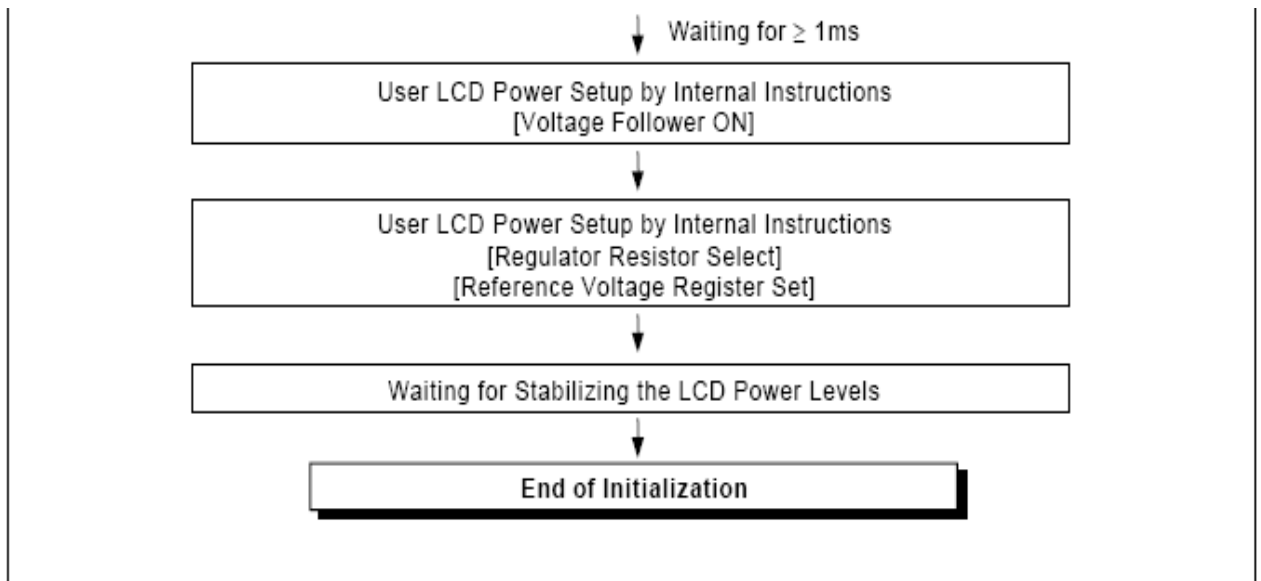 Waiting for ≥ 1ms
User LCD Power Setup by Internal Instructions
[Voltage Follower ON]
User LCD Power Setup by Internal Instructions
[Regulator Resistor Select]
[Reference Voltage Register Set]
Waiting for Stabilizing the LCD Power Levels
End of Initialization